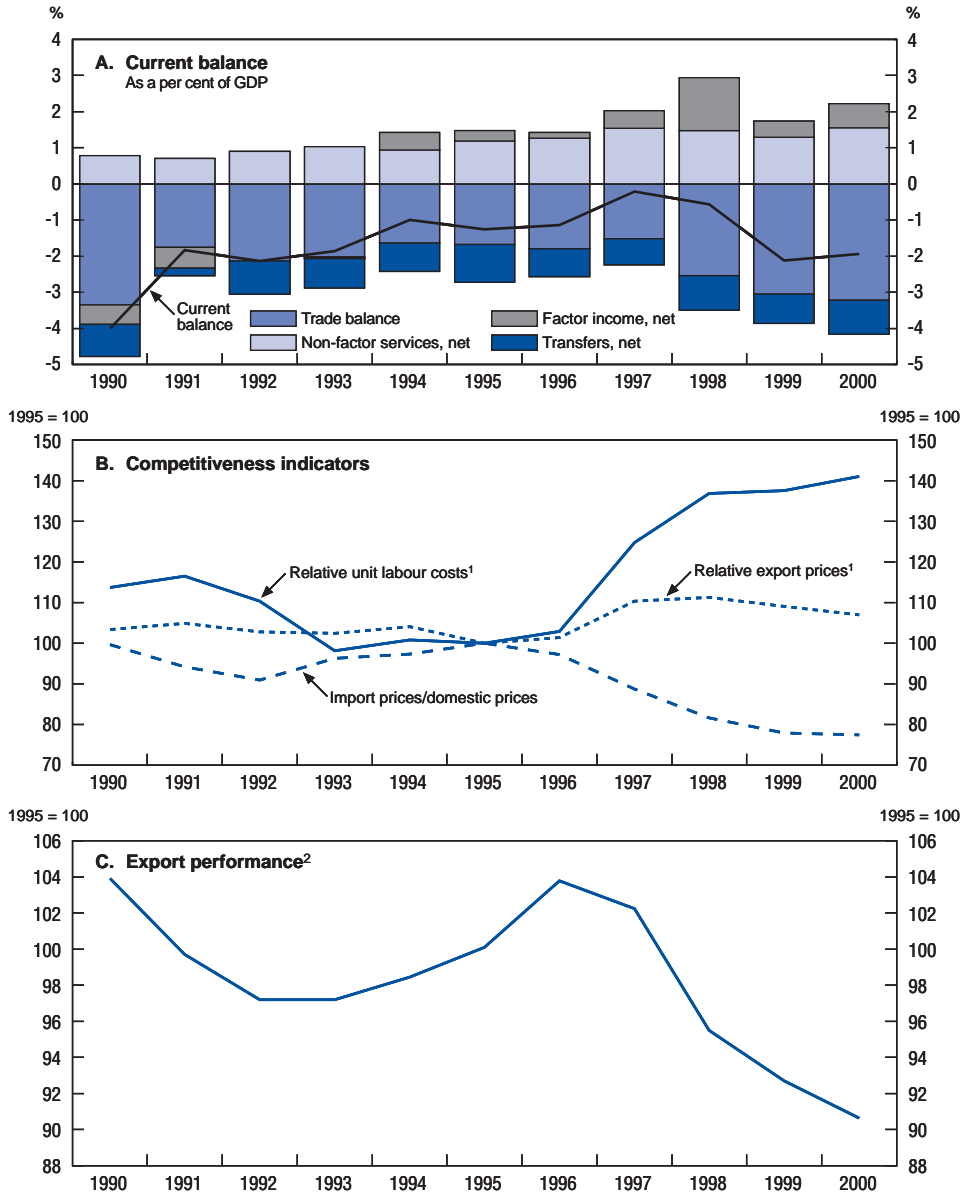 % %
4 4
A. Current balance
3 As a per cent of GDP 3
2 2
1 1
0 0
-1 -1
-2 -2
-3 -3
Current balance
Trade balance Factor income, net
-4 Non-factor services, net Transfers, net -4
-5 -5
1990 1991 1992 1993 1994 1995 1996 1997 1998 1999 2000
1995 = 100 1995 = 100
150 150
B. Competitiveness indicators
140 140
130 130
120 120
Relative unit labour costs¹ Relative export prices¹
110 110
100 100
90 90
Import prices/domestic prices
80 80
70 70
1990 1991 1992 1993 1994 1995 1996 1997 1998 1999 2000
1995 = 100 1995 = 100
106 106
C. Export performance²
104 104
102 102
100 100
98 98
96 96
94 94
92 92
90 90
88 88
1990 1991 1992 1993 1994 1995 1996 1997 1998 1999 2000